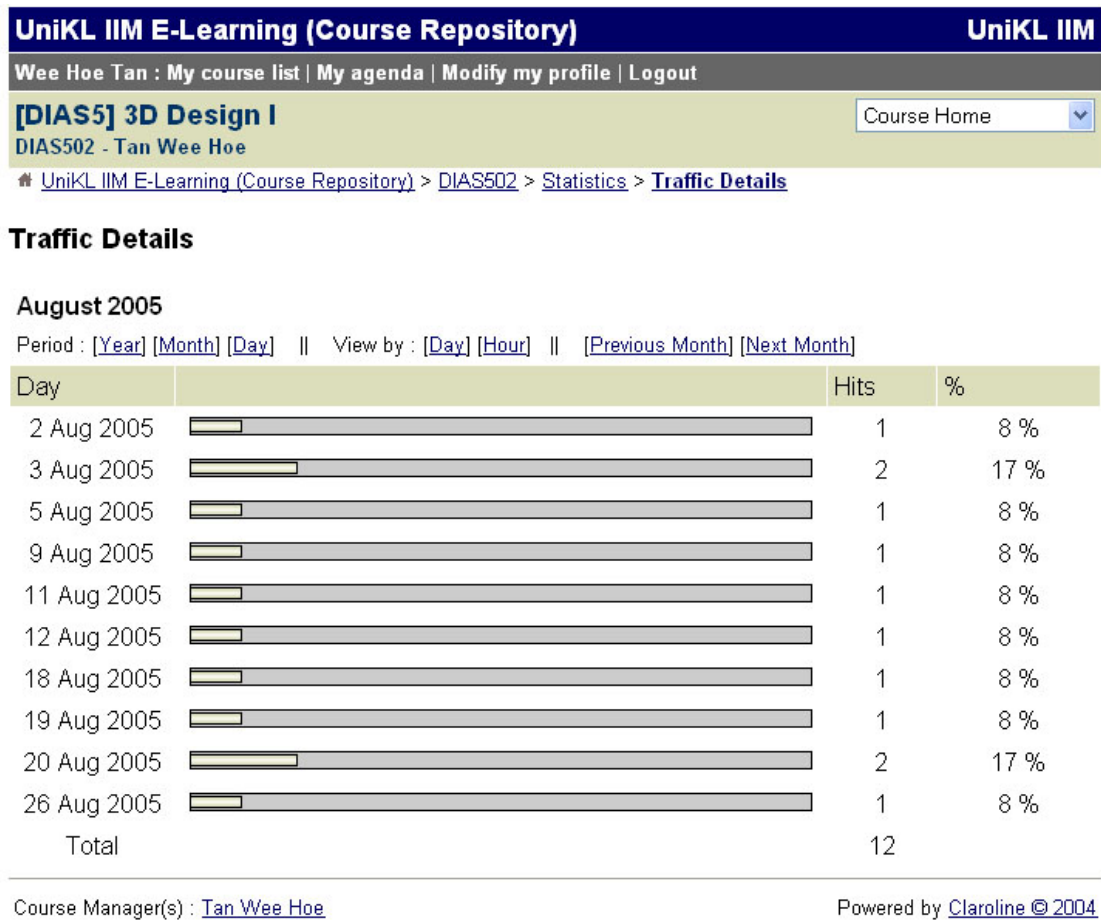 UniKL IIM E-Learning (Course Repository) UniKL IIM
Wee Hoe Tan : My course list | My agenda | Modify my profile | Logout
[DIAS5] 3D Design I Course Home
DIAS502 - Tan Wee Hoe
UniKL IIM E-Learning (Course Repository) > DIAS502 > Statistics > Traffic Details
Traffic Details
August 2005
Period : [Year] [Month] [Day] || View by : [Day] [Hour] || [Previous Month] [Next Month]
Day Hits %
2 Aug 2005 1 8 %
3 Aug 2005 2 17 %
5 Aug 2005 1 8 %
9 Aug 2005 1 8 %
11 Aug 2005 1 8 %
12 Aug 2005 1 8 %
18 Aug 2005 1 8 %
19 Aug 2005 1 8 %
20 Aug 2005 2 17 %
26 Aug 2005 1 8 %
Total 12
Course Manager(s) : Tan Wee Hoe Powered by Claroline © 2004